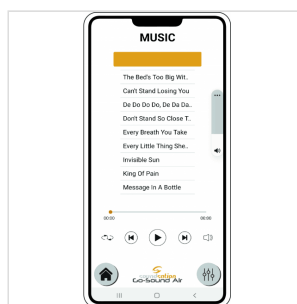 MUSIC
The Bed's Too Big Wit..
Can't Stand Losing You
De Do Do Do, De Da Da..
Don't Stand So Close T..
Every Breath You Take
Every Little Thing She..
Invisible Sun
King Of Pain
Message In A Bottle
00:00
00:00
soundsation
Go-Sound Air